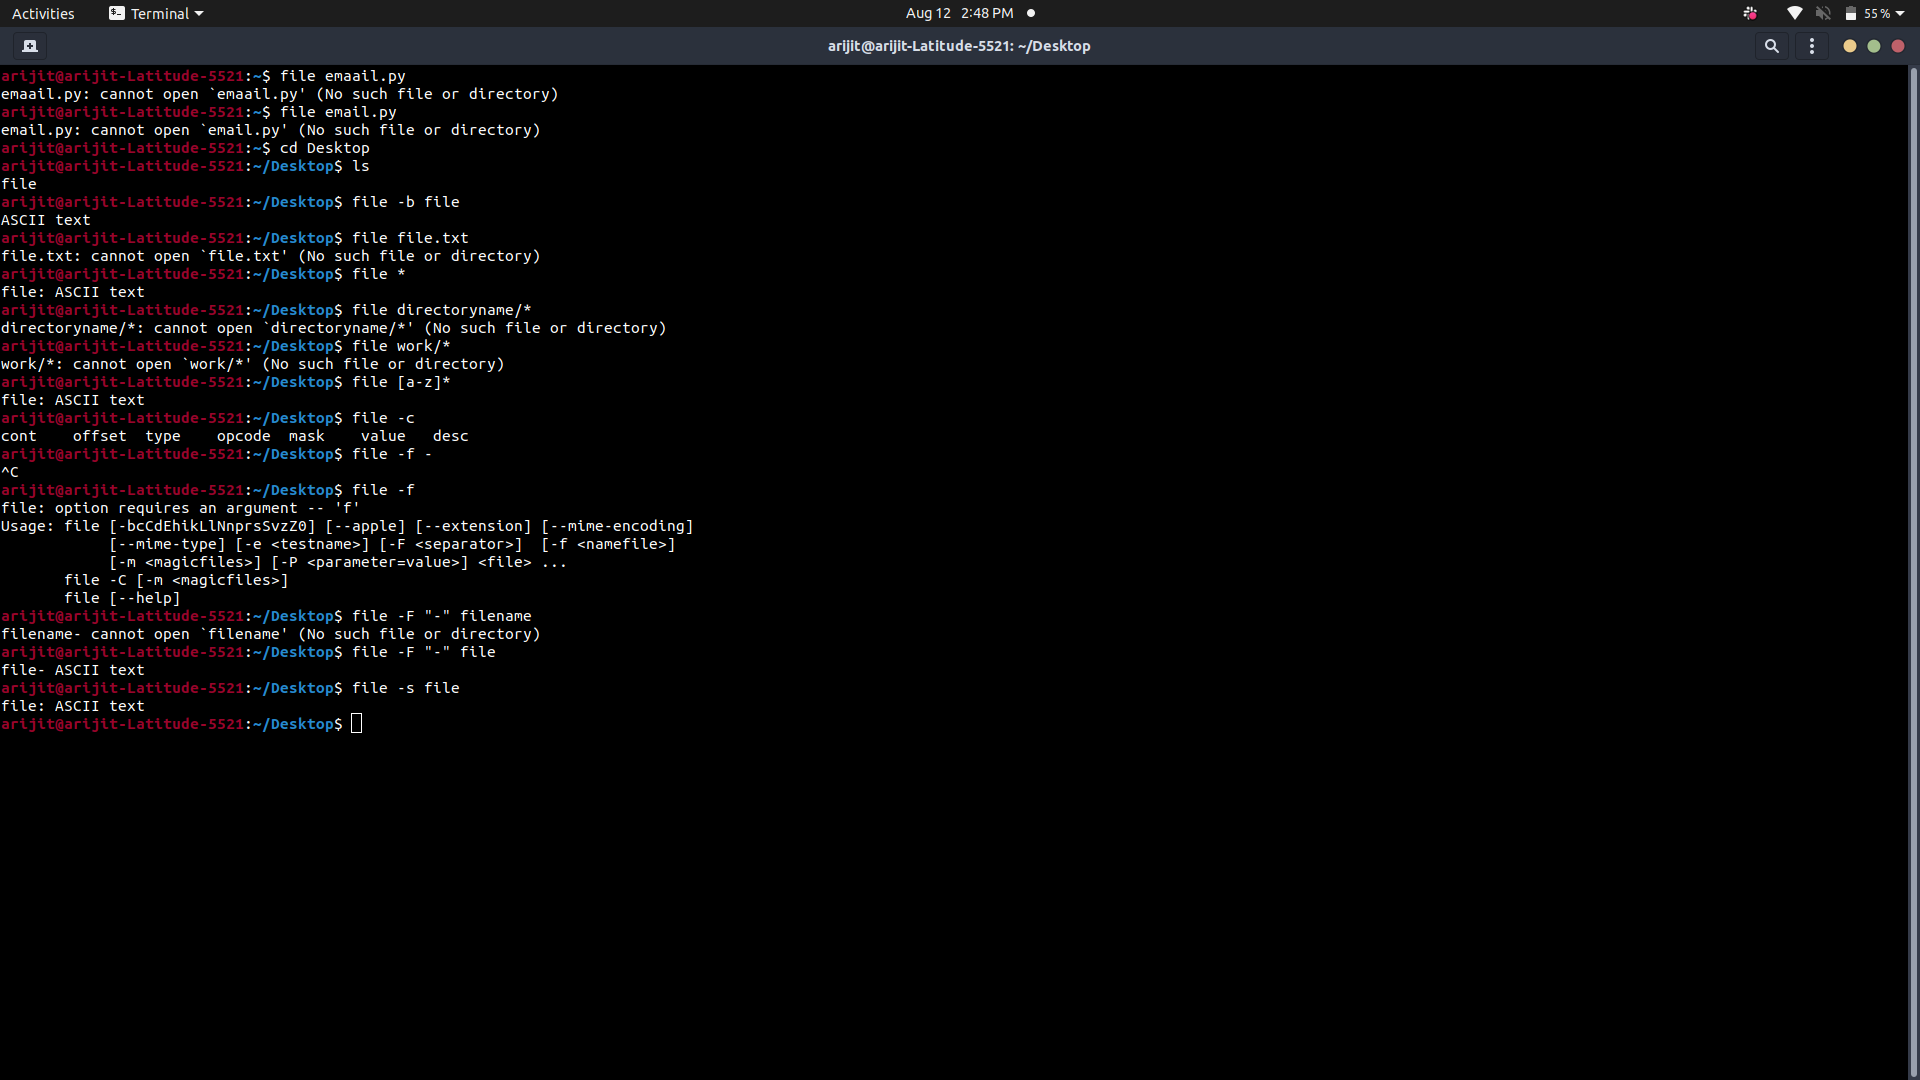 Activities Terminal Aug 12 2:48 PM 55 %
arijit@arijit-Latitude-5521: ~/Desktop
arijit@arijit-Latitude-5521:~$ file emaail.py
emaail.py: cannot open `emaail.py' (No such file or directory)
arijit@arijit-Latitude-5521:~$ file email.py
email.py: cannot open `email.py' (No such file or directory)
arijit@arijit-Latitude-5521:~$ cd Desktop
arijit@arijit-Latitude-5521:~/Desktop$ ls
file
arijit@arijit-Latitude-5521:~/Desktop$ file -b file
ASCII text
arijit@arijit-Latitude-5521:~/Desktop$ file file.txt
file.txt: cannot open `file.txt' (No such file or directory)
arijit@arijit-Latitude-5521:~/Desktop$ file *
file: ASCII text
arijit@arijit-Latitude-5521:~/Desktop$ file directoryname/*
directoryname/*: cannot open `directoryname/*' (No such file or directory)
arijit@arijit-Latitude-5521:~/Desktop$ file work/*
work/*: cannot open `work/*' (No such file or directory)
arijit@arijit-Latitude-5521:~/Desktop$ file [a-z]*
file: ASCII text
arijit@arijit-Latitude-5521:~/Desktop$ file -c
cont    offset  type    opcode  mask    value   desc
arijit@arijit-Latitude-5521:~/Desktop$ file -f -
^C
arijit@arijit-Latitude-5521:~/Desktop$ file -f
file: option requires an argument -- 'f'
Usage: file [-bcCdEhikLlNnprsSvzZ0] [--apple] [--extension] [--mime-encoding]
            [--mime-type] [-e <testname>] [-F <separator>]  [-f <namefile>]
            [-m <magicfiles>] [-P <parameter=value>] <file> ...
       file -C [-m <magicfiles>]
       file [--help]
arijit@arijit-Latitude-5521:~/Desktop$ file -F "-" filename
filename- cannot open `filename' (No such file or directory)
arijit@arijit-Latitude-5521:~/Desktop$ file -F "-" file
file- ASCII text
arijit@arijit-Latitude-5521:~/Desktop$ file -s file
file: ASCII text
arijit@arijit-Latitude-5521:~/Desktop$